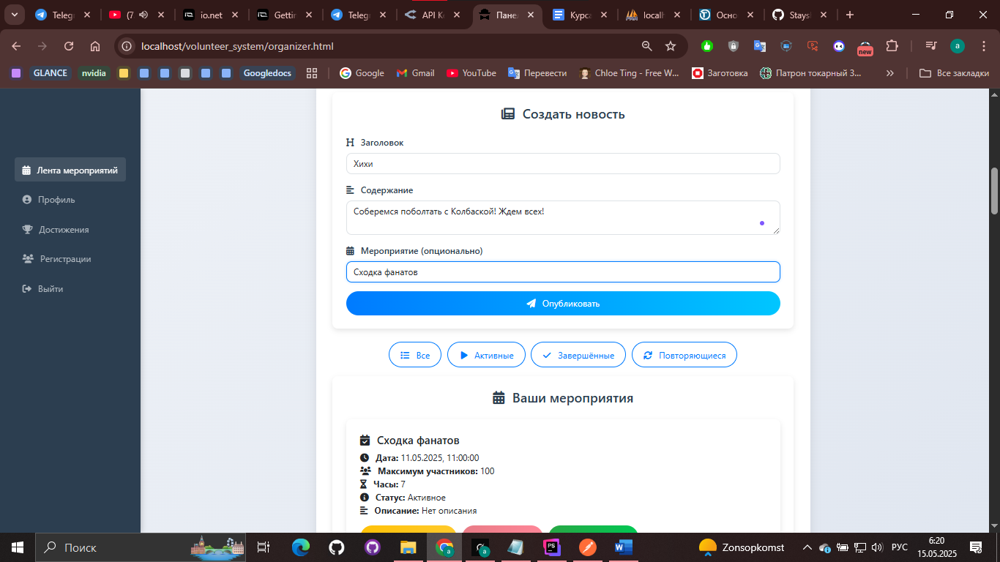 Telegr
(7
io.net
Gettin
Telegr
API Ke
Панел
Курса
localh
Осно
Staysl
localhost/volunteer_system/organizer.html
new
a
GLANCE
nvidia
Googledocs
Google
Gmail
YouTube
Перевести
Chloe Ting - Free W...
Заготовка
Патрон токарный 3...
Все закладки
Лента мероприятий
Профиль
Достижения
Регистрации
Выйти
Создать новость
Заголовок
Хихи
Содержание
Соберемся поболтать с Колбаской! Ждем всех!
Мероприятие (опционально)
Сходка фанатов
Опубликовать
Все
Активные
Завершённые
Повторяющиеся
Ваши мероприятия
Сходка фанатов
Дата: 11.05.2025, 11:00:00
Максимум участников: 100
Часы: 7
Статус: Активное
Описание: Нет описания
Поиск
Zonsopkomst
РУС
6:20
15.05.2025